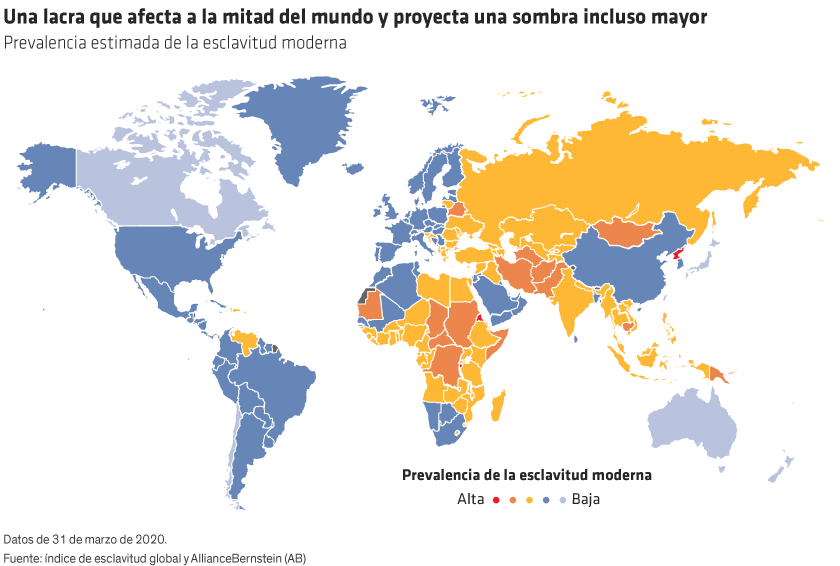 Una lacra que afecta a la mitad del mundo y proyecta una sombra incluso mayor
Prevalencia estimada de la esclavitud moderna
Prevalencia de la esclavitud moderna
Alta Baja
Datos de 31 de marzo de 2020.
Fuente: índice de esclavitud global y AllianceBernstein (AB)